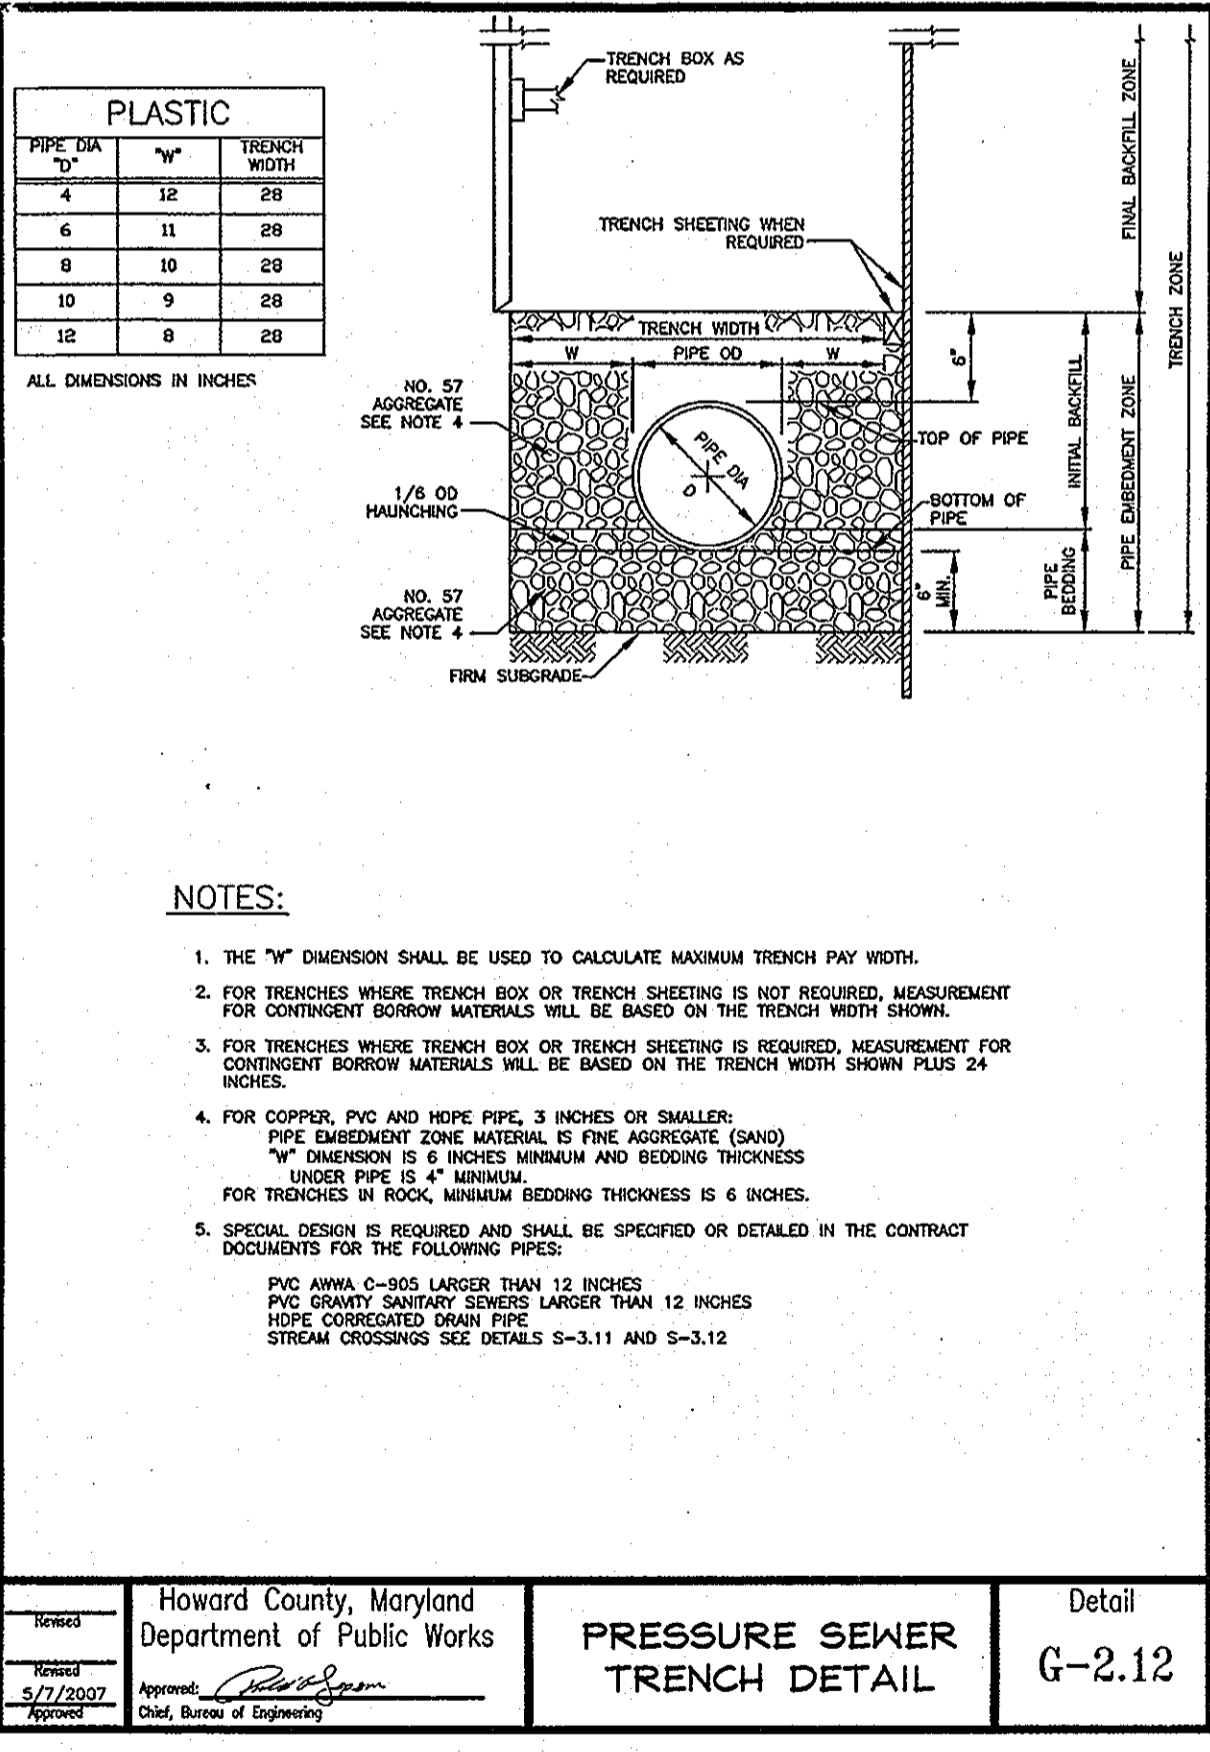 PLASTIC
PIPE DIA "D" "W" TRENCH WIDTH
4 12 28
6 11 28
8 10 28
10 9 28
12 8 28
ALL DIMENSIONS IN INCHES
TRENCH BOX AS
REQUIRED
TRENCH SHEETING WHEN
REQUIRED
TRENCH WIDTH
W PIPE OD W
6"
NO. 57
AGGREGATE
SEE NOTE 4
PIPE DIA
D
TOP OF PIPE
1/6 OD
HAUNCHING
BOTTOM OF
PIPE
6"
MIN.
NO. 57
AGGREGATE
SEE NOTE 4
FIRM SUBGRADE
PIPE
BEDDING
INITIAL BACKFILL
PIPE EMBEDMENT ZONE
FINAL BACKFILL ZONE
TRENCH ZONE
NOTES:
1. THE "W" DIMENSION SHALL BE USED TO CALCULATE MAXIMUM TRENCH PAY WIDTH.
2. FOR TRENCHES WHERE TRENCH BOX OR TRENCH SHEETING IS NOT REQUIRED, MEASUREMENT
FOR CONTINGENT BORROW MATERIALS WILL BE BASED ON THE TRENCH WIDTH SHOWN.
3. FOR TRENCHES WHERE TRENCH BOX OR TRENCH SHEETING IS REQUIRED, MEASUREMENT FOR
CONTINGENT BORROW MATERIALS WILL BE BASED ON THE TRENCH WIDTH SHOWN PLUS 24
INCHES.
4. FOR COPPER, PVC AND HDPE PIPE, 3 INCHES OR SMALLER:
PIPE EMBEDMENT ZONE MATERIAL IS FINE AGGREGATE (SAND)
"W" DIMENSION IS 6 INCHES MINIMUM AND BEDDING THICKNESS
UNDER PIPE IS 4" MINIMUM.
FOR TRENCHES IN ROCK, MINIMUM BEDDING THICKNESS IS 6 INCHES.
5. SPECIAL DESIGN IS REQUIRED AND SHALL BE SPECIFIED OR DETAILED IN THE CONTRACT
DOCUMENTS FOR THE FOLLOWING PIPES:
PVC AWWA C-905 LARGER THAN 12 INCHES
PVC GRAVITY SANITARY SEWERS LARGER THAN 12 INCHES
HDPE CORREGATED DRAIN PIPE
STREAM CROSSINGS SEE DETAILS S-3.11 AND S-3.12
Revised
Revised
5/7/2007
Approved
Howard County, Maryland
Department of Public Works
Approved:
Chief, Bureau of Engineering
PRESSURE SEWER
TRENCH DETAIL
Detail
G-2.12